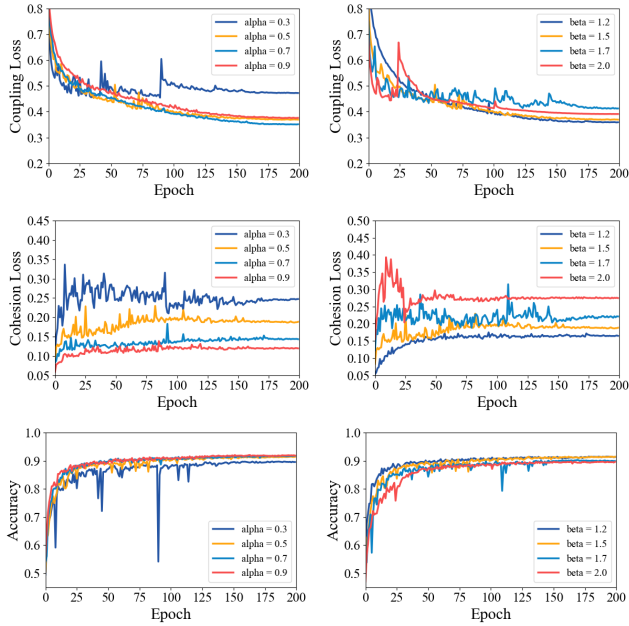 0.8
0.7
0.6
0.5
0.4
0.3
0.2
0 25 50 75 100 125 150 175 200
Coupling Loss
Epoch
alpha = 0.3
alpha = 0.5
alpha = 0.7
alpha = 0.9
0.8
0.7
0.6
0.5
0.4
0.3
0.2
0 25 50 75 100 125 150 175 200
Coupling Loss
Epoch
beta = 1.2
beta = 1.5
beta = 1.7
beta = 2.0
0.45
0.40
0.35
0.30
0.25
0.20
0.15
0.10
0.05
0 25 50 75 100 125 150 175 200
Cohesion Loss
Epoch
alpha = 0.3
alpha = 0.5
alpha = 0.7
alpha = 0.9
0.50
0.45
0.40
0.35
0.30
0.25
0.20
0.15
0.10
0.05
0 25 50 75 100 125 150 175 200
Cohesion Loss
Epoch
beta = 1.2
beta = 1.5
beta = 1.7
beta = 2.0
1.0
0.9
0.8
0.7
0.6
0.5
0 25 50 75 100 125 150 175 200
Accuracy
Epoch
alpha = 0.3
alpha = 0.5
alpha = 0.7
alpha = 0.9
1.0
0.9
0.8
0.7
0.6
0.5
0 25 50 75 100 125 150 175 200
Accuracy
Epoch
beta = 1.2
beta = 1.5
beta = 1.7
beta = 2.0